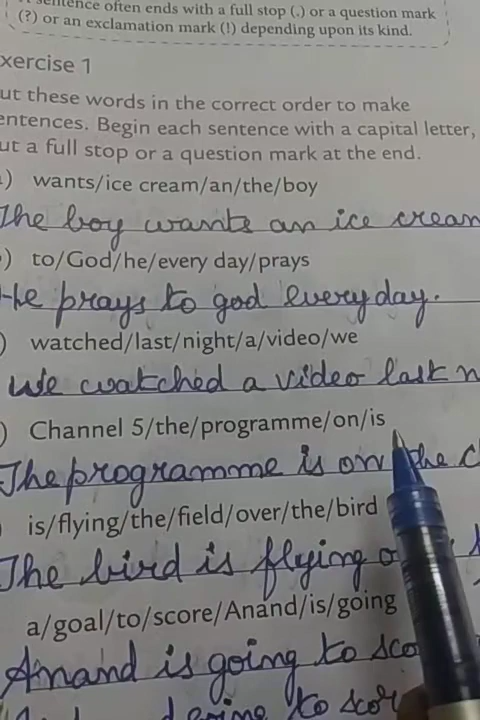 sentence often ends with a full stop (.) or a question mark
(?) or an exclamation mark (!) depending upon its kind.
xercise 1
ut these words in the correct order to make
entences. Begin each sentence with a capital letter,
ut a full stop or a question mark at the end.
) wants/ice cream/an/the/boy
The boy wants an ice cream
) to/God/he/every day/prays
He prays to god everyday.
) watched/last/night/a/video/we
We watched a video last n
) Channel 5/the/programme/on/is
The programme is on the c
) is/flying/the/field/over/the/bird
The bird is flying o
a/goal/to/score/Anand/is/going
Anand is going to sco
to scor